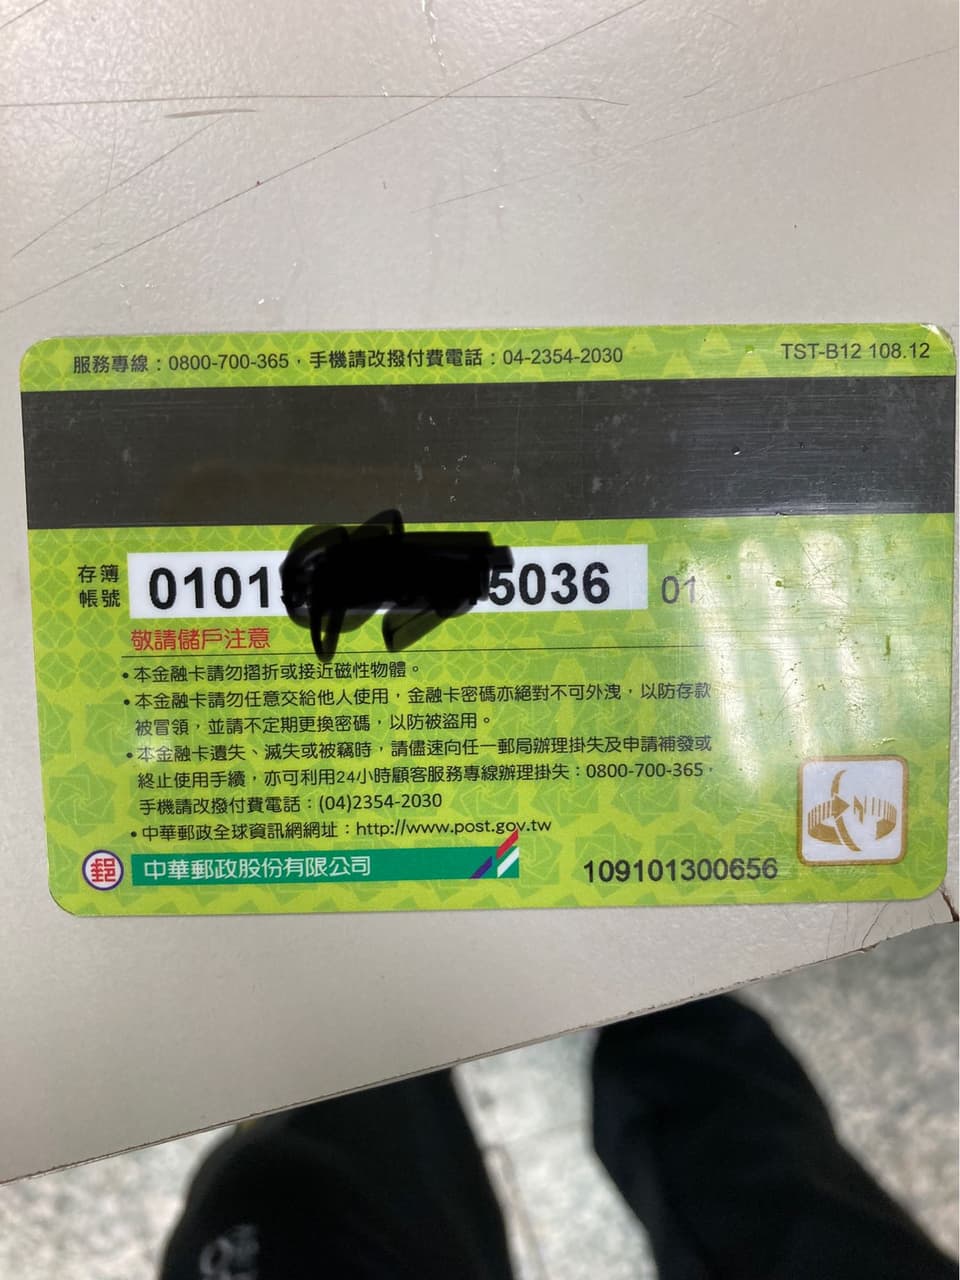 服務專線：0800-700-365，手機請改撥付費電話：04-2354-2030
TST-B12 108.12
存簿帳號 0101 5036 01
敬請儲戶注意
•本金融卡請勿摺折或接近磁性物體。
•本金融卡請勿任意交給他人使用，金融卡密碼亦絕對不可外洩，以防存款
被冒領，並請不定期更換密碼，以防被盜用。
•本金融卡遺失、滅失或被竊時，請儘速向任一郵局辦理掛失及申請補發或
終止使用手續，亦可利用24小時顧客服務專線辦理掛失：0800-700-365，
手機請改撥付費電話：(04)2354-2030
•中華郵政全球資訊網網址：http://www.post.gov.tw
郵 中華郵政股份有限公司
109101300656